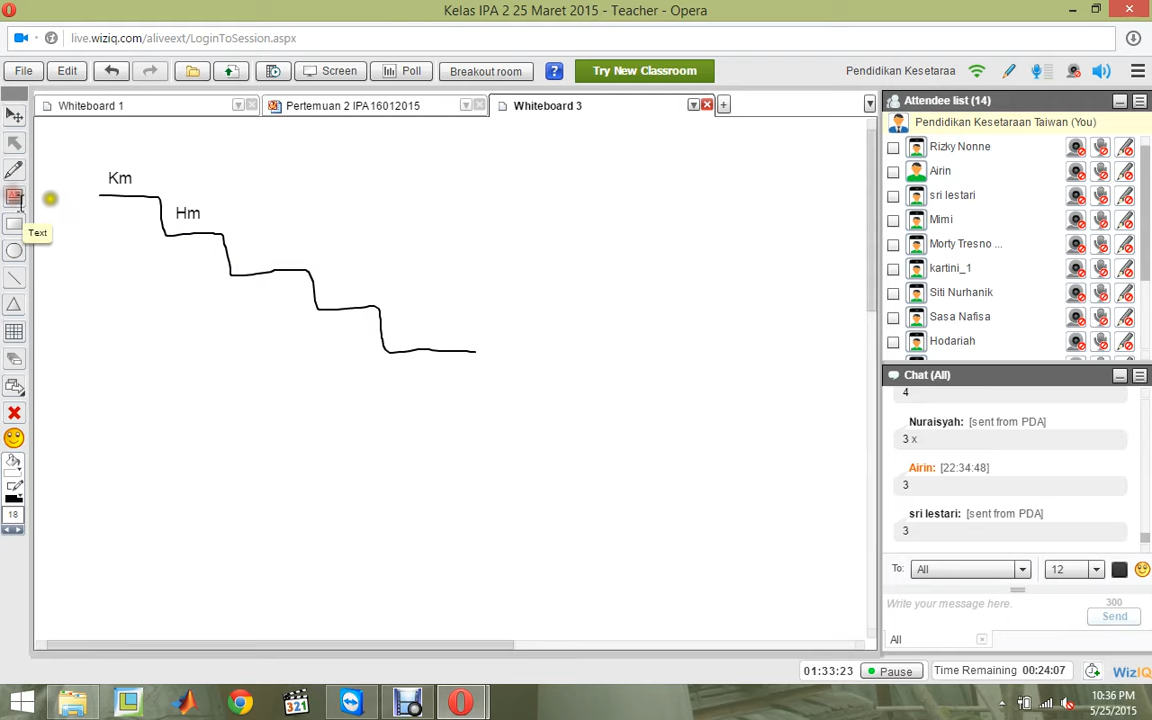 Kelas IPA 2 25 Maret 2015 - Teacher - Opera
live.wiziq.com/aliveext/LoginToSession.aspx
File Edit Screen Poll Breakout room ? Try New Classroom Pendidikan Kesetaraa
Whiteboard 1 Pertemuan 2 IPA16012015 Whiteboard 3
Attendee list (14)
Pendidikan Kesetaraan Taiwan (You)
Rizky Nonne
Airin
sri lestari
Mimi
Morty Tresno ...
kartini_1
Siti Nurhanik
Sasa Nafisa
Hodariah
Km
Hm
Text
18
Chat (All)
4
Nuraisyah: [sent from PDA]
3 x
Airin: [22:34:48]
3
sri lestari: [sent from PDA]
3
To: All 12
Write your message here.
300
Send
All
01:33:23 Pause Time Remaining 00:24:07 WizIQ
321
10:36 PM
5/25/2015